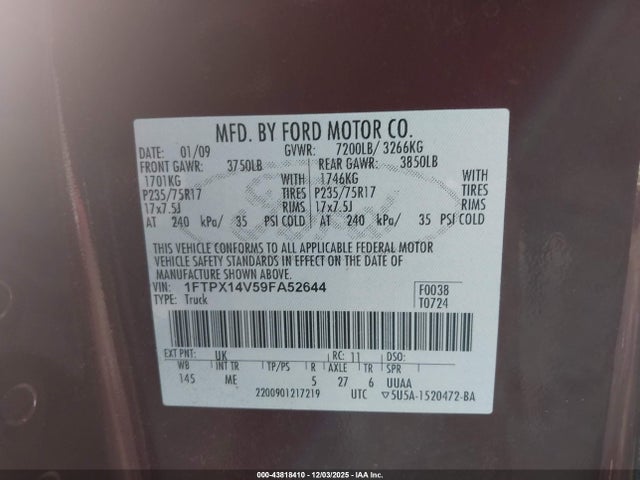 MFD. BY FORD MOTOR CO.
DATE: 01/09 GVWR: 7200LB/ 3266KG
FRONT GAWR: 3750LB REAR GAWR: 3850LB
1701KG WITH 1746KG WITH
P235/75R17 TIRES P235/75R17 TIRES
17x7.5J RIMS 17x7.5J RIMS
AT 240 kPa/ 35 PSI COLD AT 240 kPa/ 35 PSI COLD
THIS VEHICLE CONFORMS TO ALL APPLICABLE FEDERAL MOTOR
VEHICLE SAFETY STANDARDS IN EFFECT ON THE DATE OF
MANUFACTURE SHOWN ABOVE.
VIN: 1FTPX14V59FA52644 F0038
TYPE: Truck T0724
EXT PNT: UK RC: 11 DSO:
WB INT TR TP/PS R AXLE TR SPR
145 ME 5 27 6 UUAA
2200901217219 UTC ▽5U5A-1520472-BA
000-43818410 - 12/03/2025 - IAA Inc.